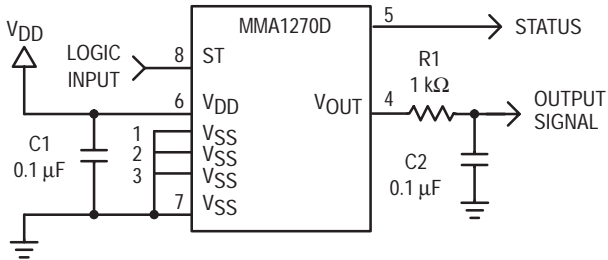 VDD
LOGIC
INPUT
8
ST
MMA1270D
5
STATUS
6
VDD
VOUT
4
R1
1 kΩ
OUTPUT
SIGNAL
C1
0.1 μF
1
VSS
2
VSS
3
VSS
7
VSS
C2
0.1 μF